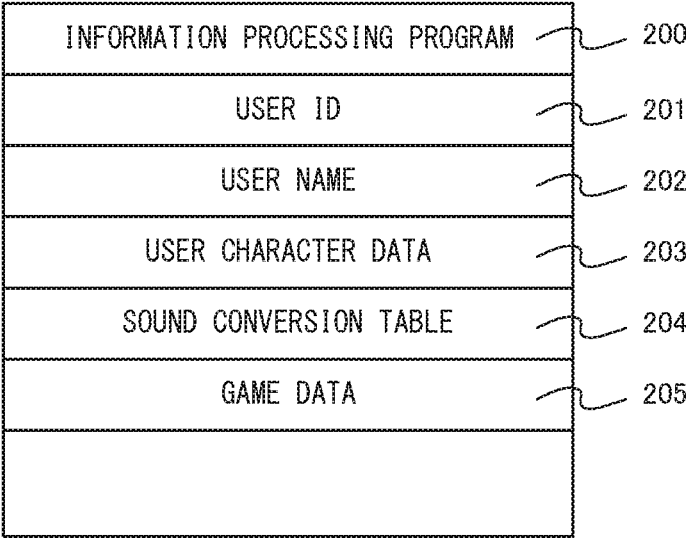 INFORMATION PROCESSING PROGRAM 200
USER ID 201
USER NAME 202
USER CHARACTER DATA 203
SOUND CONVERSION TABLE 204
GAME DATA 205